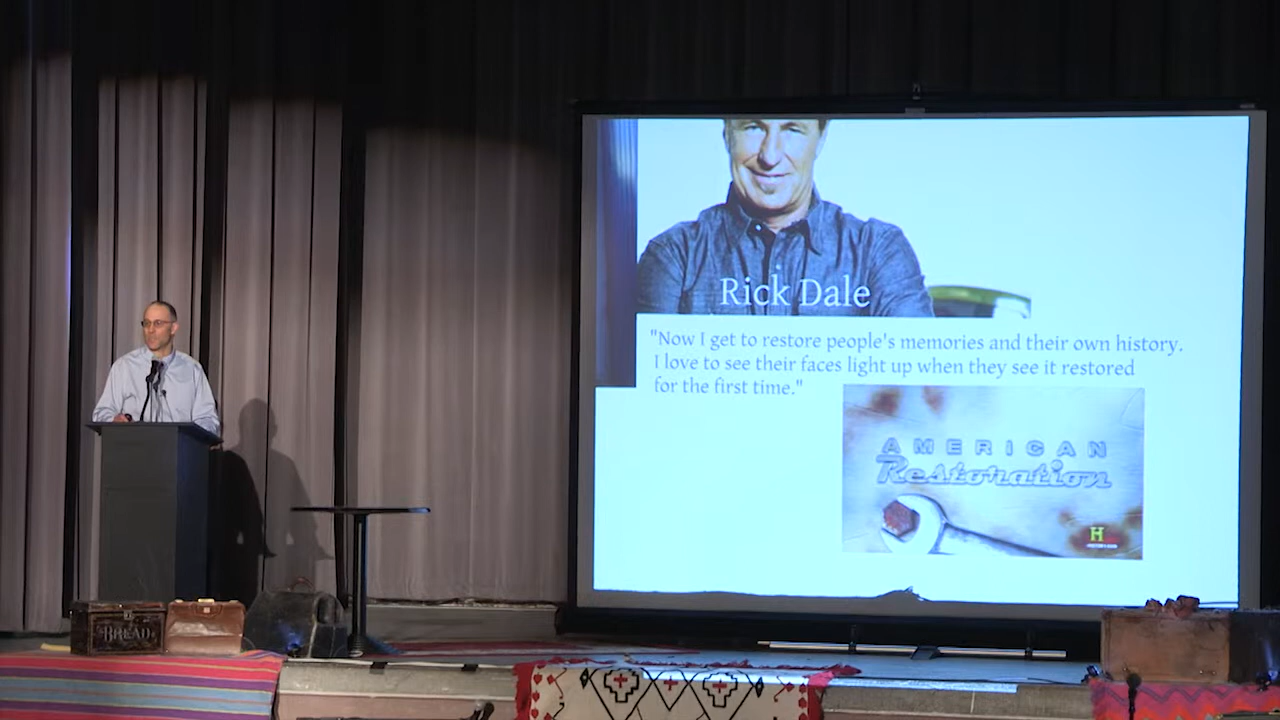 Rick Dale
"Now I get to restore people's memories and their own history.
I love to see their faces light up when they see it restored
for the first time."
AMERICAN
Restoration
H
BREAD